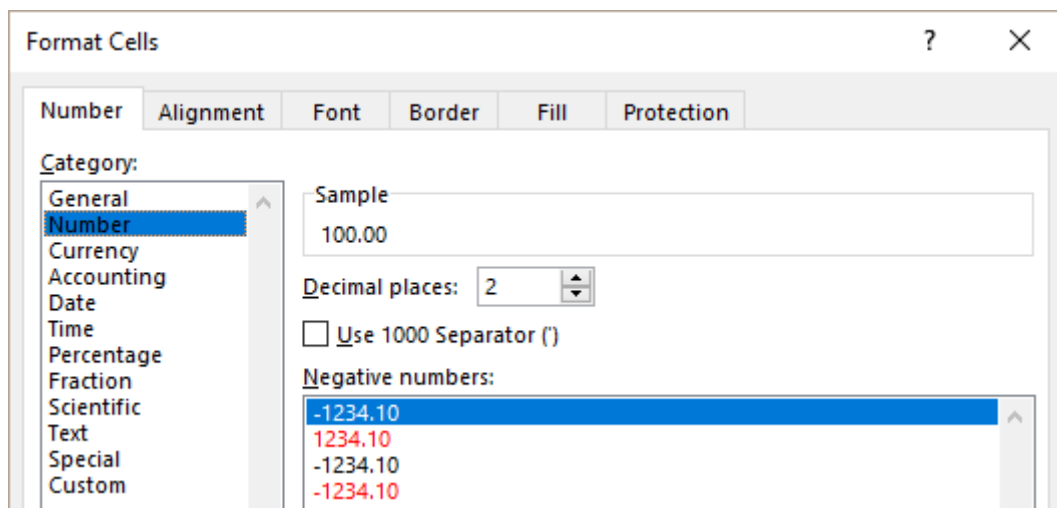 Format Cells ? ×
Number Alignment Font Border Fill Protection
Category:
General
Number
Currency
Accounting
Date
Time
Percentage
Fraction
Scientific
Text
Special
Custom
Sample
100.00
Decimal places: 2
Use 1000 Separator (')
Negative numbers:
-1234.10
1234.10
-1234.10
-1234.10